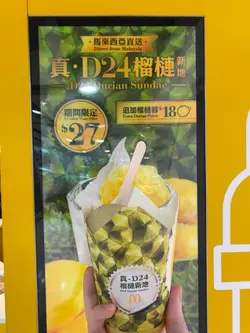 馬來西亞直送
Direct from Malaysia
真·D24榴槤新地
D24 Durian Sundae
期間限定
$27
追加榴槤醬
Extra Durian Paste
$18
真·D24
榴槤新地